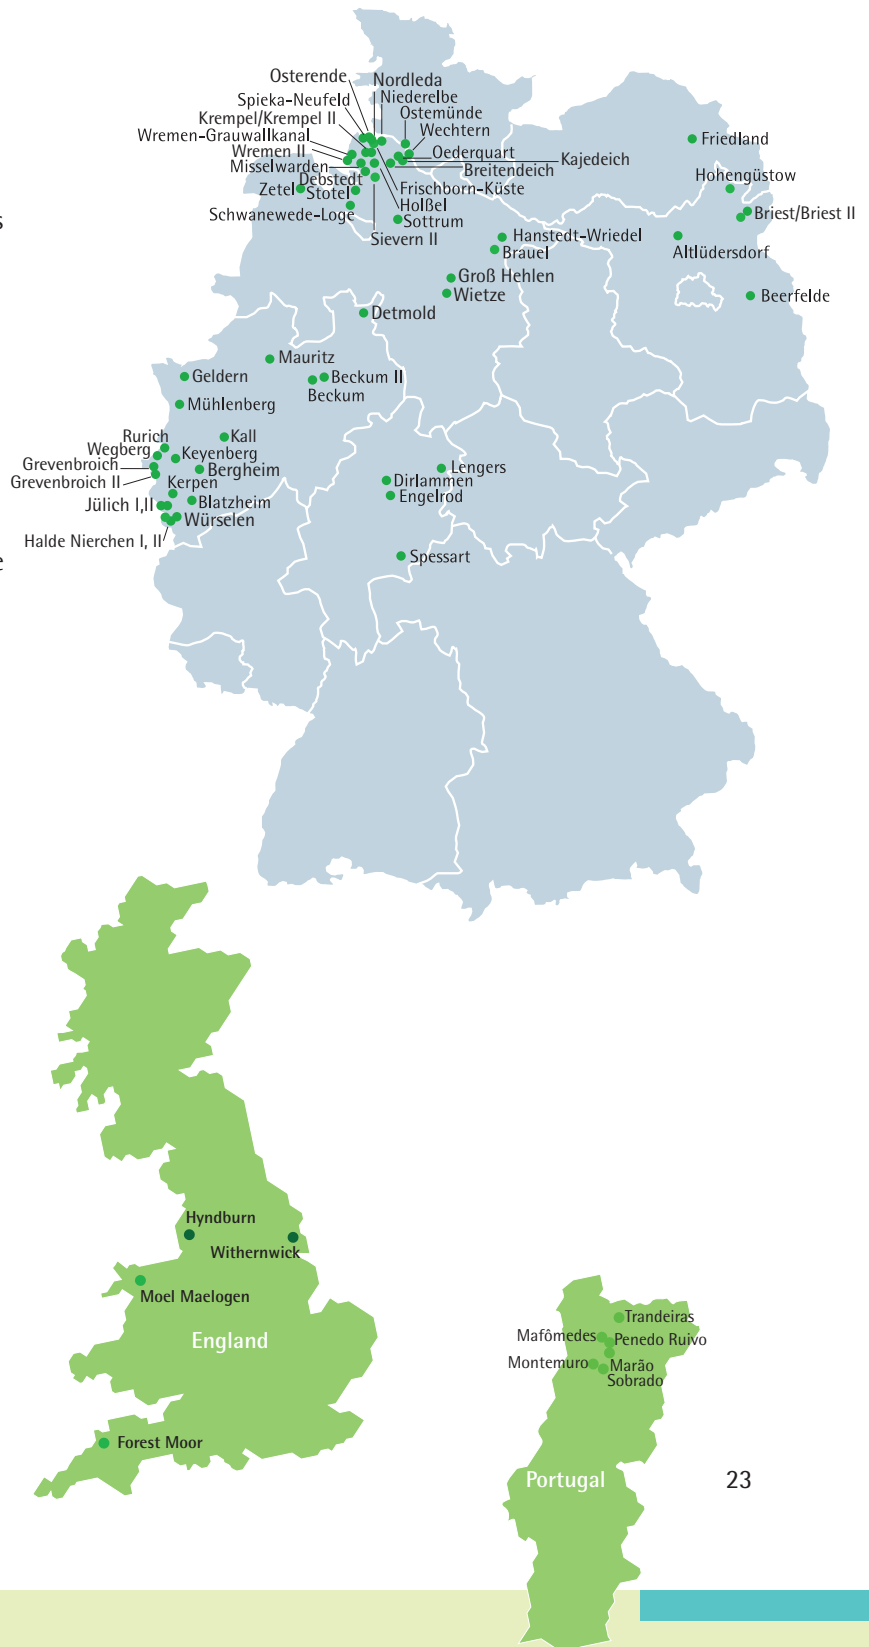 Osterende
Nordleda
Spieka-Neufeld
Niederelbe
Krempel/Krempel II
Ostemünde
Wremen-Grauwallkanal
Wechtern
Wremen II
Oederquart
Kajedeich
Misselwarden
Breitendeich
Debstedt
Zetel
Stotel
Frischborn-Küste
Holßel
Schwanewede-Loge
Sottrum
Sievern II
Friedland
Hohengüstow
s
Briest/Briest II
Hanstedt-Wriedel
Brauel
Altlüdersdorf
Groß Hehlen
Wietze
Beerfelde
Detmold
Mauritz
Geldern
Beckum II
Beckum
Mühlenberg
Rurich
Kall
Wegberg
Keyenberg
Grevenbroich
Bergheim
Grevenbroich II
Kerpen
Lengers
Dirlammen
Engelrod
Jülich I,II
Blatzheim
Würselen
Halde Nierchen I, II
Spessart
e
Hyndburn
Withernwick
Moel Maelogen
England
Forest Moor
Trandeiras
Mafômedes
Penedo Ruivo
Montemuro
Marão
Sobrado
Portugal
23